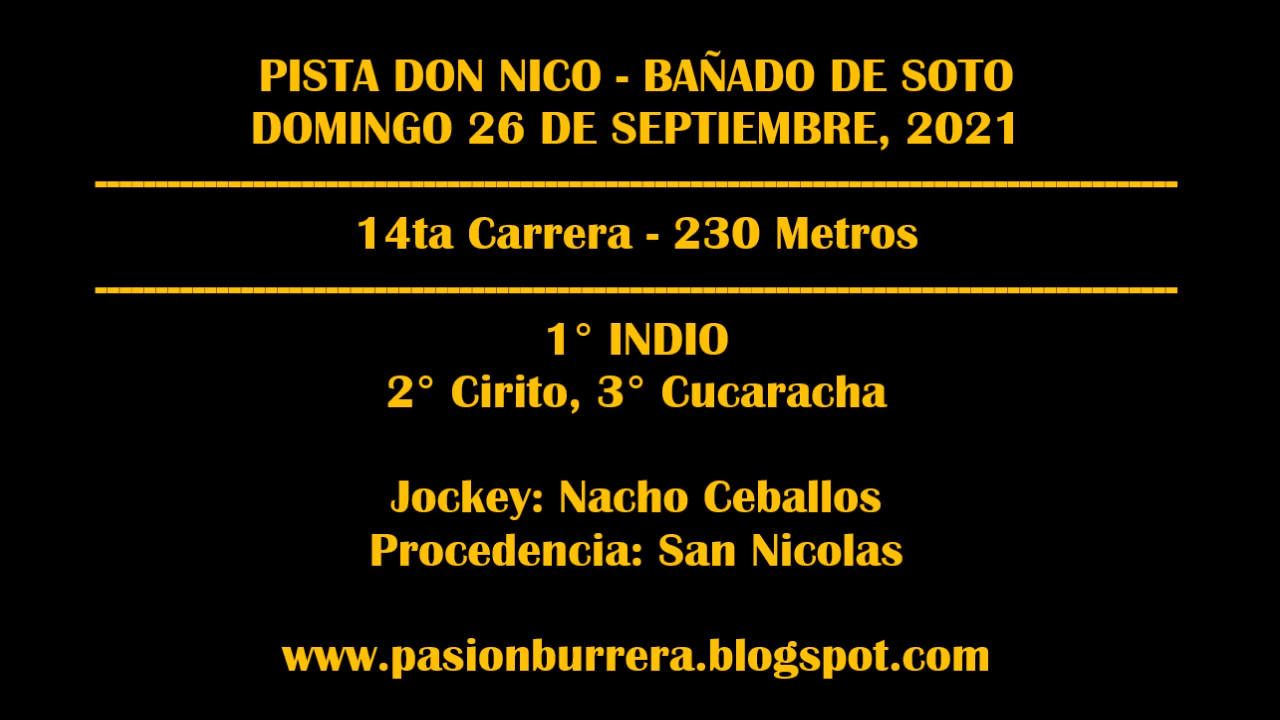 PISTA DON NICO - BAÑADO DE SOTO
DOMINGO 26 DE SEPTIEMBRE, 2021
14ta Carrera - 230 Metros
1° INDIO
2° Cirito, 3° Cucaracha
Jockey: Nacho Ceballos
Procedencia: San Nicolas
www.pasionburrera.blogspot.com